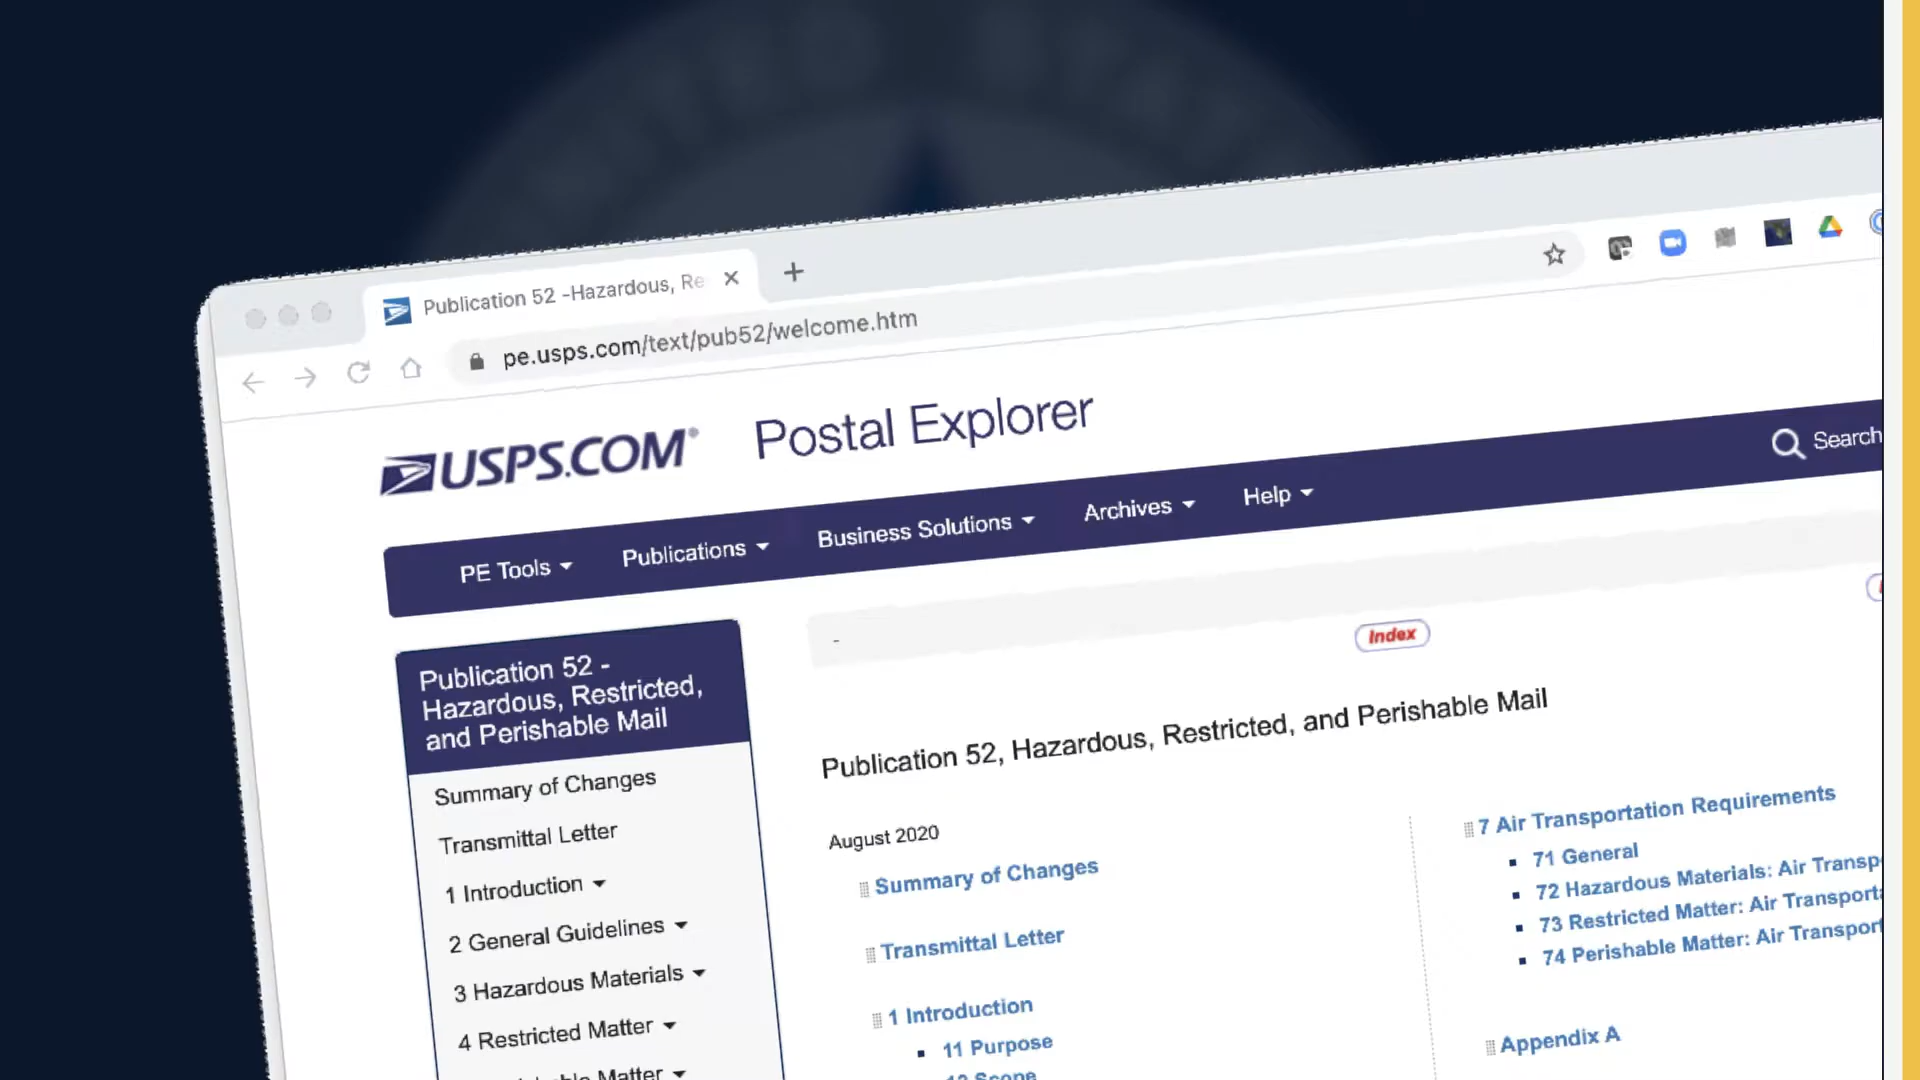 Publication 52 -Hazardous, Re
pe.usps.com/text/pub52/welcome.htm
USPS.COM® Postal Explorer
PE Tools Publications Business Solutions Archives Help Search
-
Index
Publication 52 -
Hazardous, Restricted,
and Perishable Mail
Summary of Changes
Transmittal Letter
1 Introduction
2 General Guidelines
3 Hazardous Materials
4 Restricted Matter
Matter
Publication 52, Hazardous, Restricted, and Perishable Mail
August 2020
Summary of Changes
Transmittal Letter
1 Introduction
11 Purpose
12 Scope
7 Air Transportation Requirements
71 General
72 Hazardous Materials: Air Transp
73 Restricted Matter: Air Transporta
74 Perishable Matter: Air Transport
Appendix A